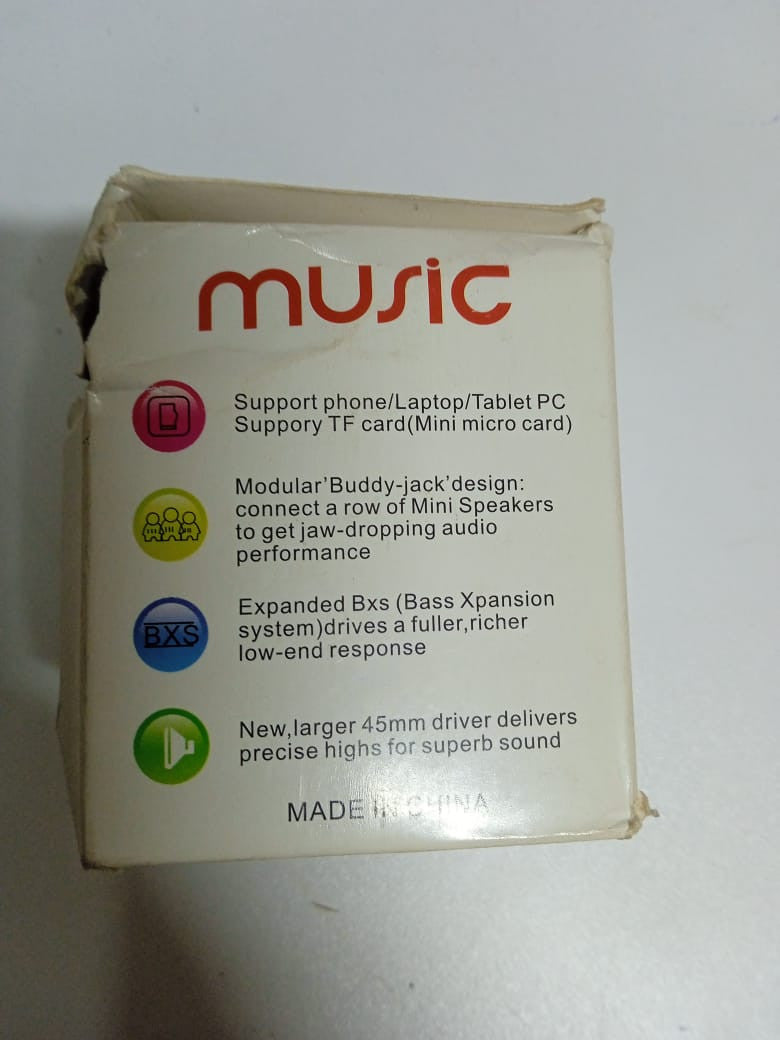 music
Support phone/Laptop/Tablet PC
Suppory TF card(Mini micro card)
Modular'Buddy-jack'design:
connect a row of Mini Speakers
to get jaw-dropping audio
performance
BXS
Expanded Bxs (Bass Xpansion
system)drives a fuller,richer
low-end response
New,larger 45mm driver delivers
precise highs for superb sound
MADE IN CHINA